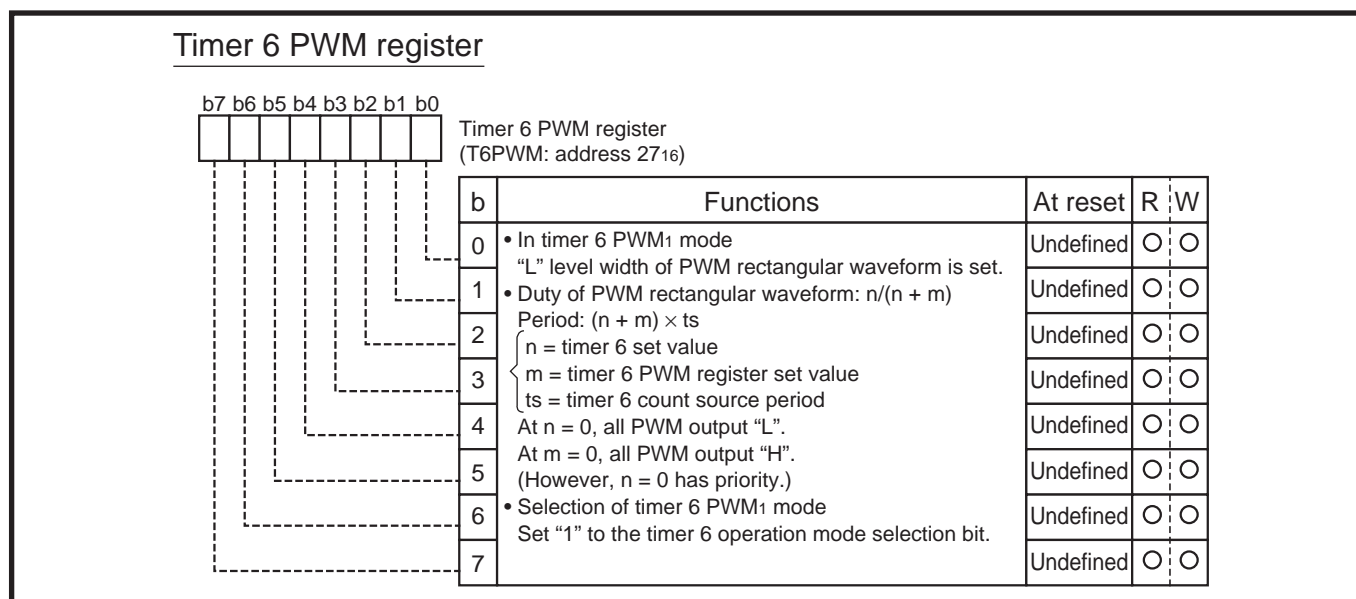 Timer 6 PWM register
b7 b6 b5 b4 b3 b2 b1 b0
Timer 6 PWM register
(T6PWM: address 2716)
b Functions At reset R W
0 • In timer 6 PWM1 mode Undefined O O
“L” level width of PWM rectangular waveform is set.
1 • Duty of PWM rectangular waveform: n/(n + m) Undefined O O
Period: (n + m) × ts
2 n = timer 6 set value Undefined O O
3 m = timer 6 PWM register set value Undefined O O
ts = timer 6 count source period
4 At n = 0, all PWM output “L”. Undefined O O
At m = 0, all PWM output “H”.
5 (However, n = 0 has priority.) Undefined O O
6 • Selection of timer 6 PWM1 mode Undefined O O
Set “1” to the timer 6 operation mode selection bit.
7 Undefined O O